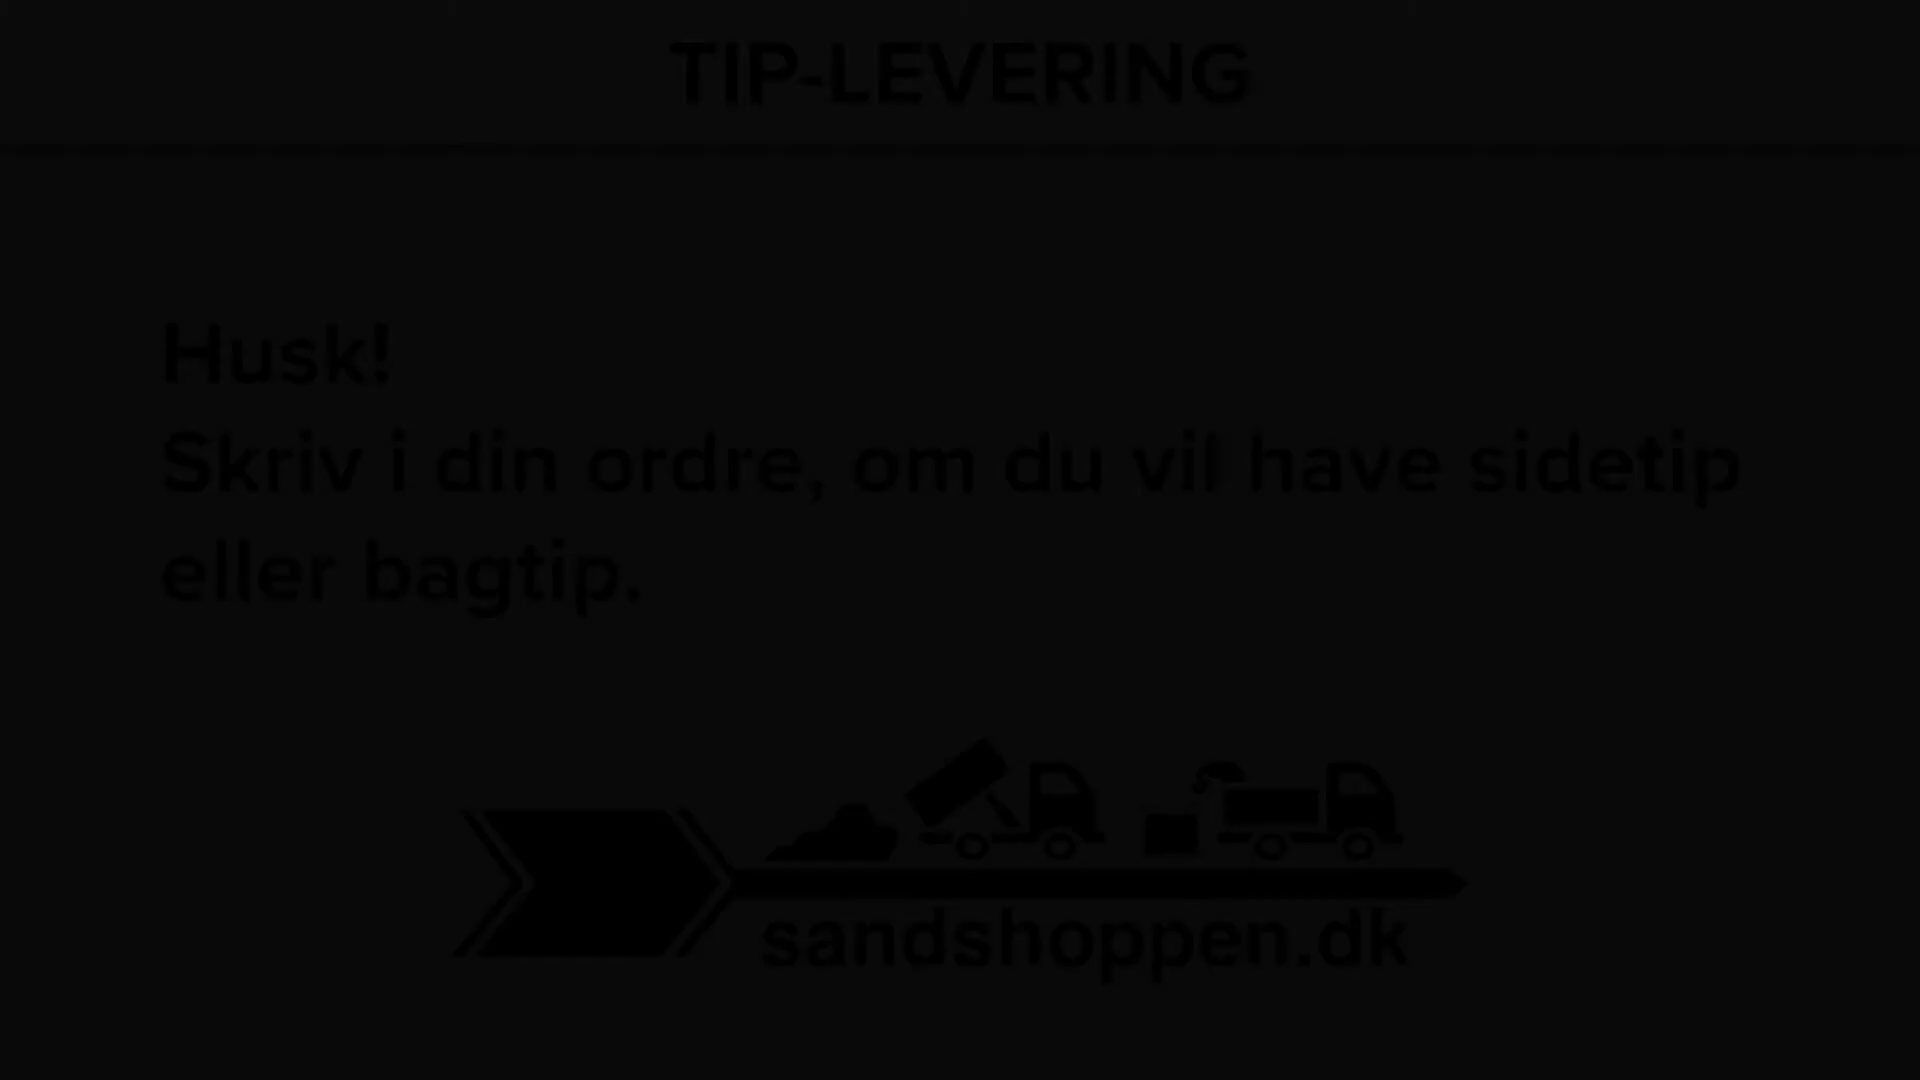 TIP-LEVERING
Husk!
Skriv i din ordre, om du vil have sidetip
eller bagtip.
sandshoppen.dk